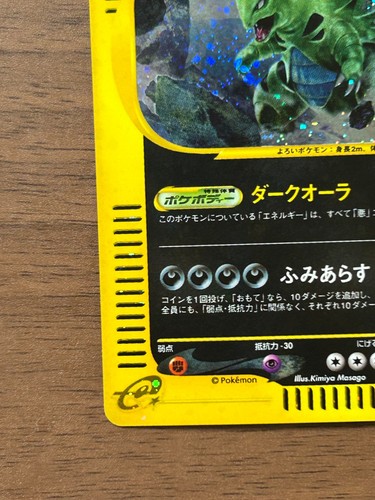 よろいポケモン：身長2m、体
特殊体質
ポケボディー
ダークオーラ
このポケモンについている「エネルギー」は、すべて「悪」エ
ふみあらす
コインを1回投げ、「おもて」なら、10ダメージを追加し、
全員にも、「弱点・抵抗力」に関係なく、それぞれ10ダメー
弱点
抵抗力 -30
にげる
©Pokémon
Illus.Kimiya Masago
e